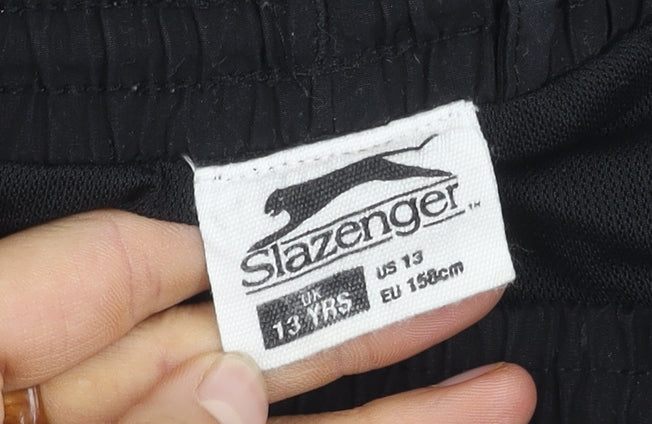 Slazenger™
UK
13 YRS
US 13
EU 158cm